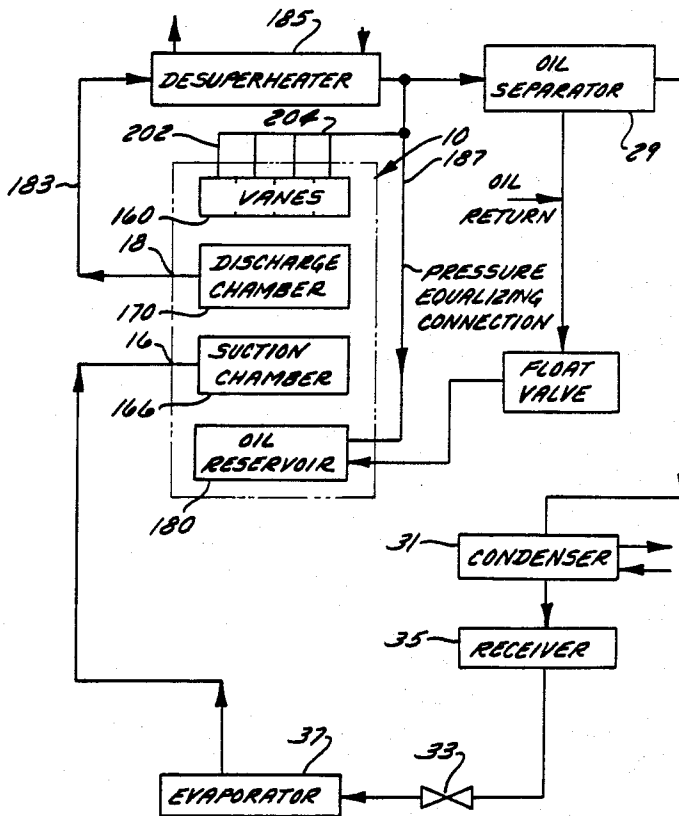 185
DESUPERHEATER
OIL
SEPARATOR
29
202
204
10
187
183
VANES
160
OIL
RETURN
18
DISCHARGE
CHAMBER
170
PRESSURE
EQUALIZING
CONNECTION
16
SUCTION
CHAMBER
166
FLOAT
VALVE
OIL
RESERVOIR
180
31
CONDENSER
35
RECEIVER
37
33
EVAPORATOR